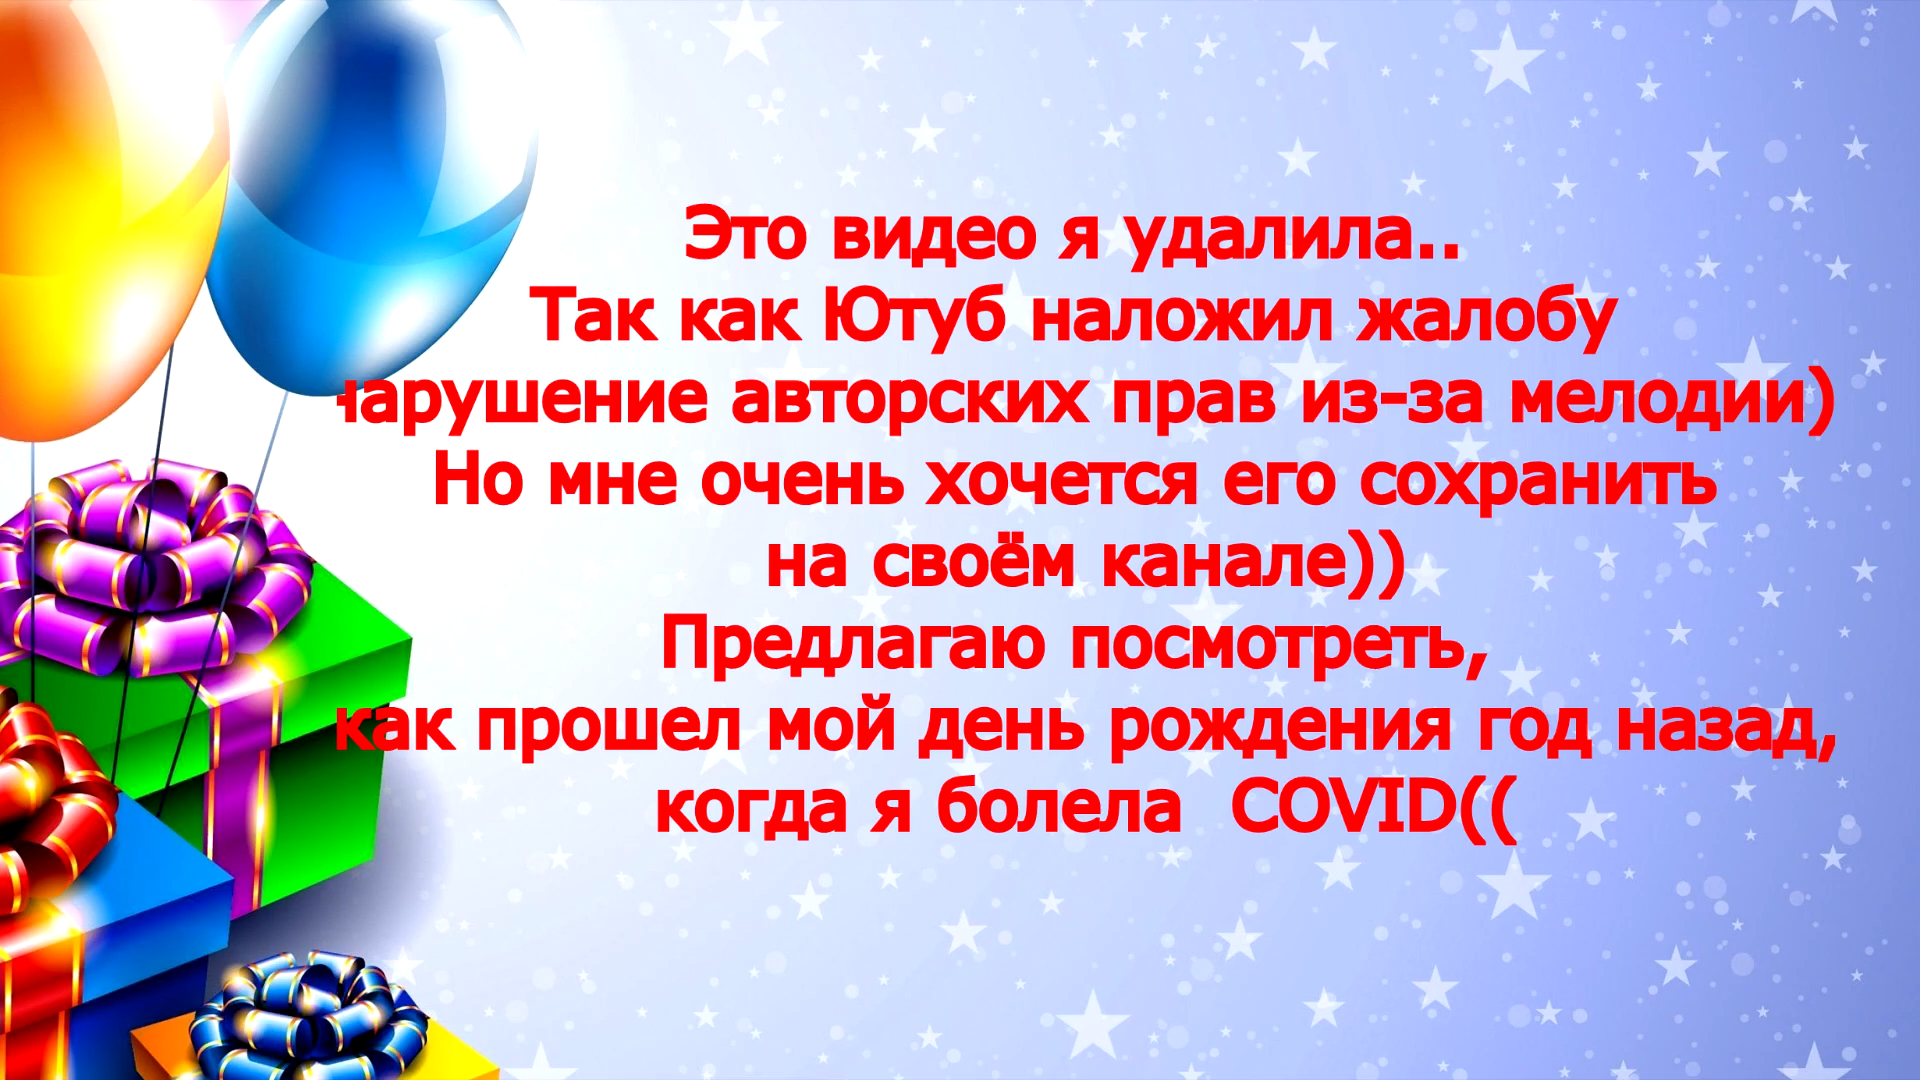 Это видео я удалила..
Так как Ютуб наложил жалобу
нарушение авторских прав из-за мелодии)
Но мне очень хочется его сохранить
на своём канале))
Предлагаю посмотреть,
как прошел мой день рождения год назад,
когда я болела  COVID((